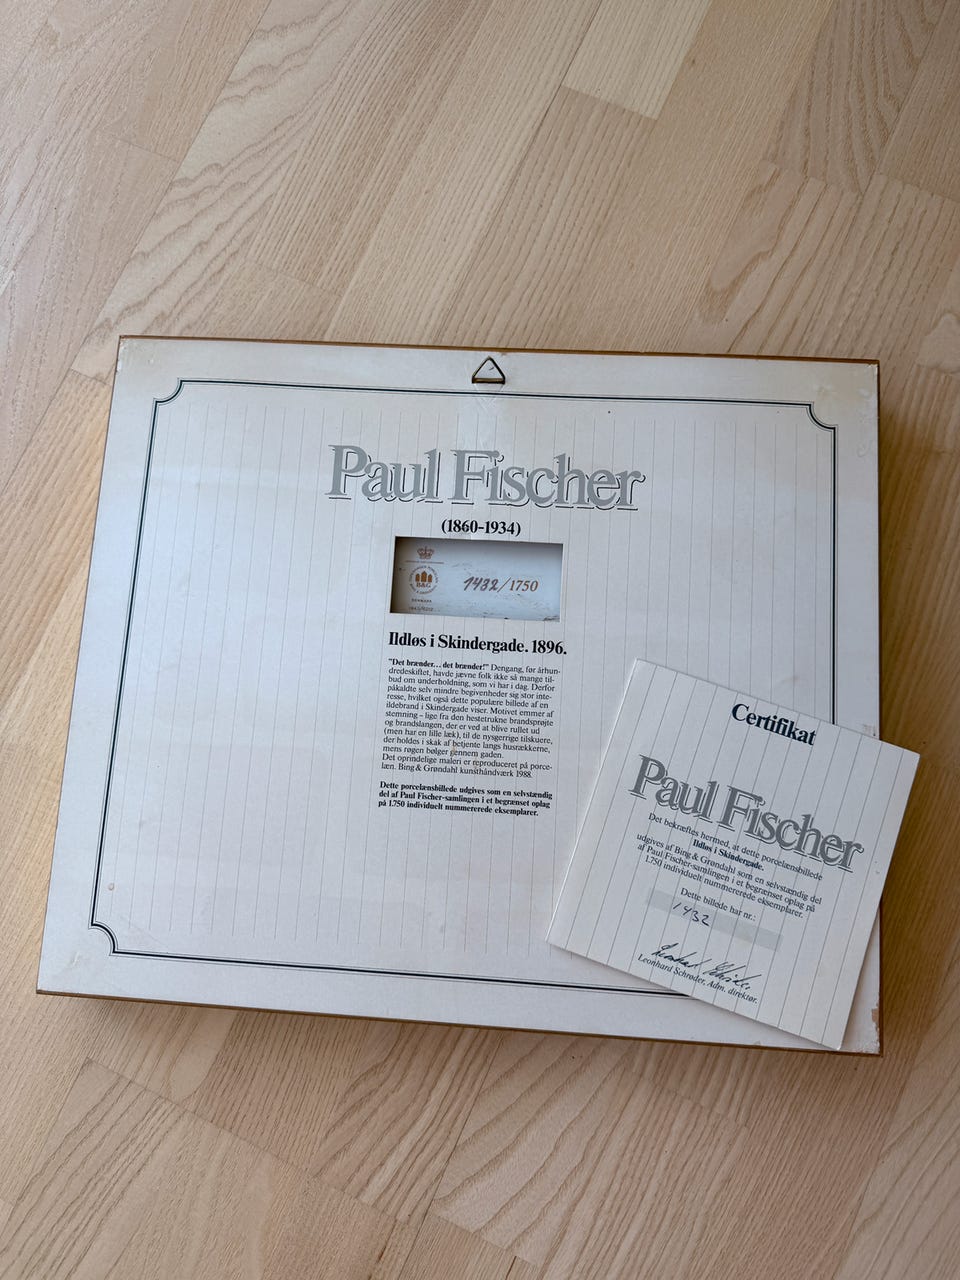 Paul Fischer
(1860-1934)
B&G
DENMARK
1432/1750
Ildløs i Skindergade. 1896.
"Det brænder... det brænder!" Dengang, før århun-
dredeskiftet, havde jævne folk ikke så mange til-
bud om underholdning, som vi har i dag. Derfor
påkaldte selv mindre begivenheder sig stor inte-
resse, hvilket også dette populære billede af en
ildebrand i Skindergade viser. Motivet emmer af
stemning – lige fra den hestetrukne brandsprøjte
og brandslangen, der er ved at blive rullet ud
(men har en lille læk), til de nysgerrige tilskuere,
der holdes i skak af betjente langs husrækkerne,
mens røgen bølger gennem gaden.
Det oprindelige maleri er reproduceret på porce-
læn. Bing & Grøndahl kunsthåndværk 1988.
Dette porcelænsbillede udgives som en selvstændig
del af Paul Fischer-samlingen i et begrænset oplag
på 1.750 individuelt nummererede eksemplarer.
Certifikat
Paul Fischer
Det bekræftes hermed, at dette porcelænsbillede
Ildløs i Skindergade.
udgives af Bing & Grøndahl som en selvstændig del
af Paul Fischer-samlingen i et begrænset oplag på
1.750 individuelt nummererede eksemplarer.
Dette billede har nr.:
1432
Leonhard Schrøder, Adm. direktør.